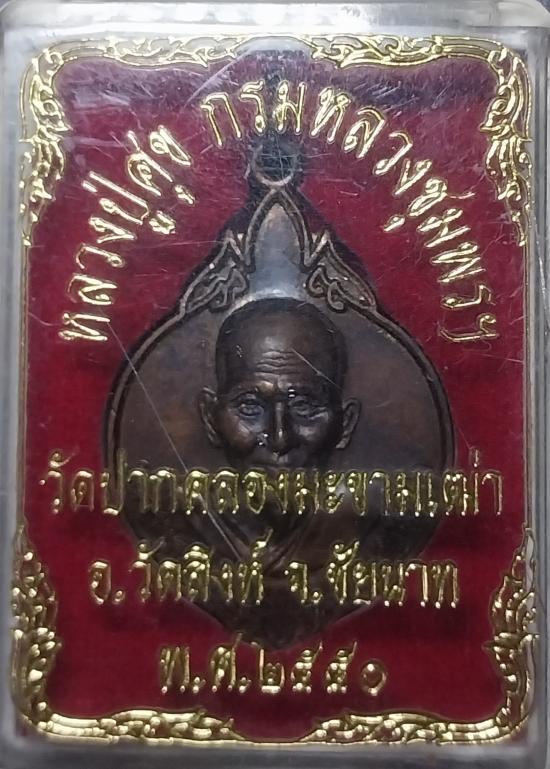 หลวงปู่ศุข กรมหลวงชุมพรฯ
วัดปากคลองมะขามเฒ่า
อ.วัดสิงห์ จ.ชัยนาท
พ.ศ.๒๕๕๐